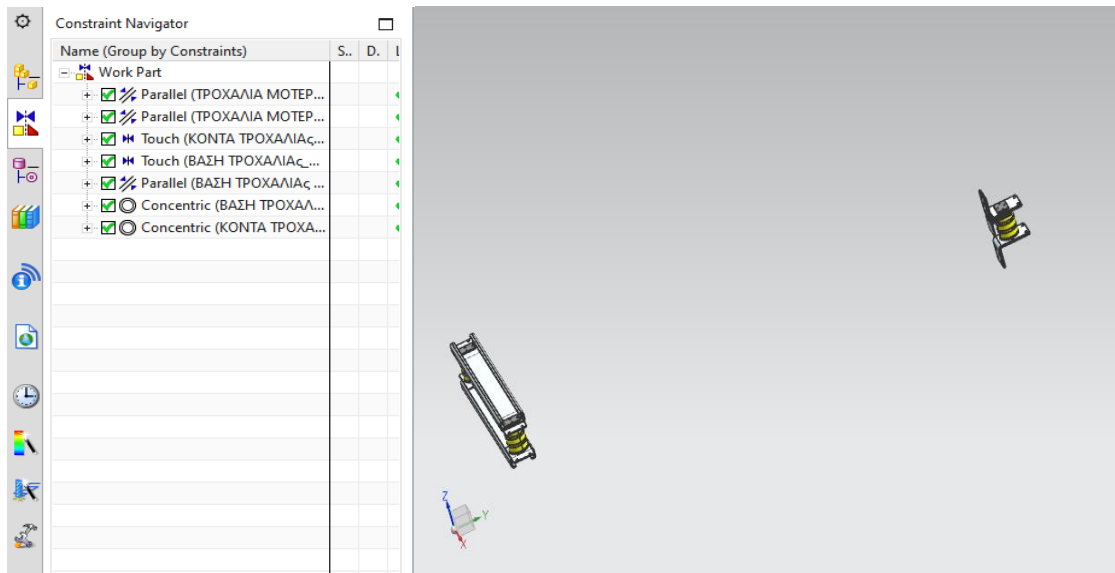 Constraint Navigator
Name (Group by Constraints) S.. D. L
Work Part
Parallel (ΤΡΟΧΑΛΙΑ ΜΟΤΕΡ...
Parallel (ΤΡΟΧΑΛΙΑ ΜΟΤΕΡ...
Touch (ΚΟΝΤΑ ΤΡΟΧΑΛΙΑς...
Touch (ΒΑΣΗ ΤΡΟΧΑΛΙΑς_...
Parallel (ΒΑΣΗ ΤΡΟΧΑΛΙΑς ...
Concentric (ΒΑΣΗ ΤΡΟΧΑΛ...
Concentric (ΚΟΝΤΑ ΤΡΟΧΑ...
Z
Y
X